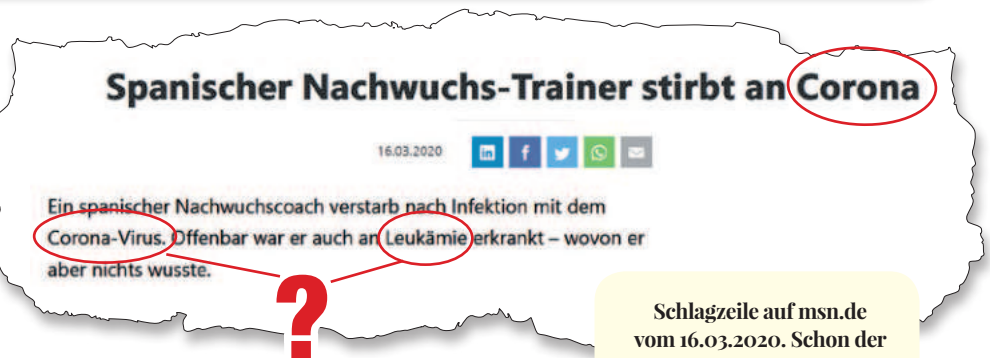 Spanischer Nachwuchs-Trainer stirbt an Corona
16.03.2020
in f
Ein spanischer Nachwuchscoach verstarb nach Infektion mit dem
Corona-Virus. Offenbar war er auch an Leukämie erkrankt – wovon er
aber nichts wusste.
?
Schlagzeile auf msn.de
vom 16.03.2020. Schon der